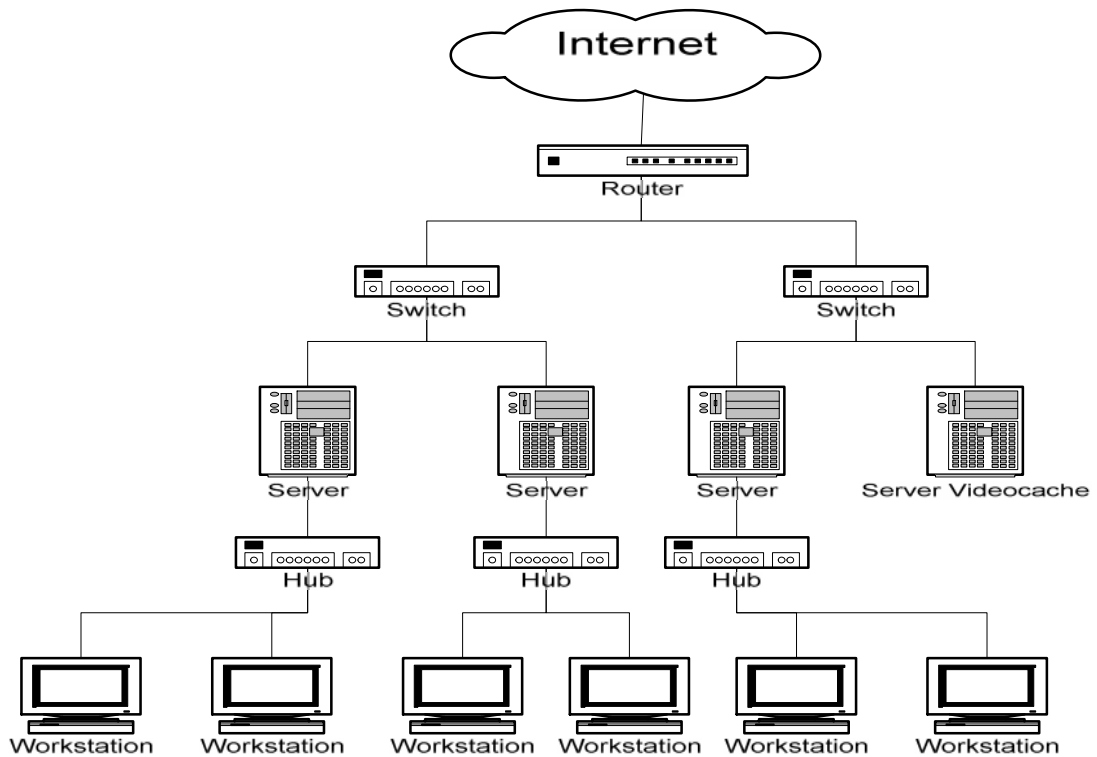 Internet
Router
Switch
Switch
Server
Server
Server
Server Videocache
Hub
Hub
Hub
Workstation
Workstation
Workstation
Workstation
Workstation
Workstation